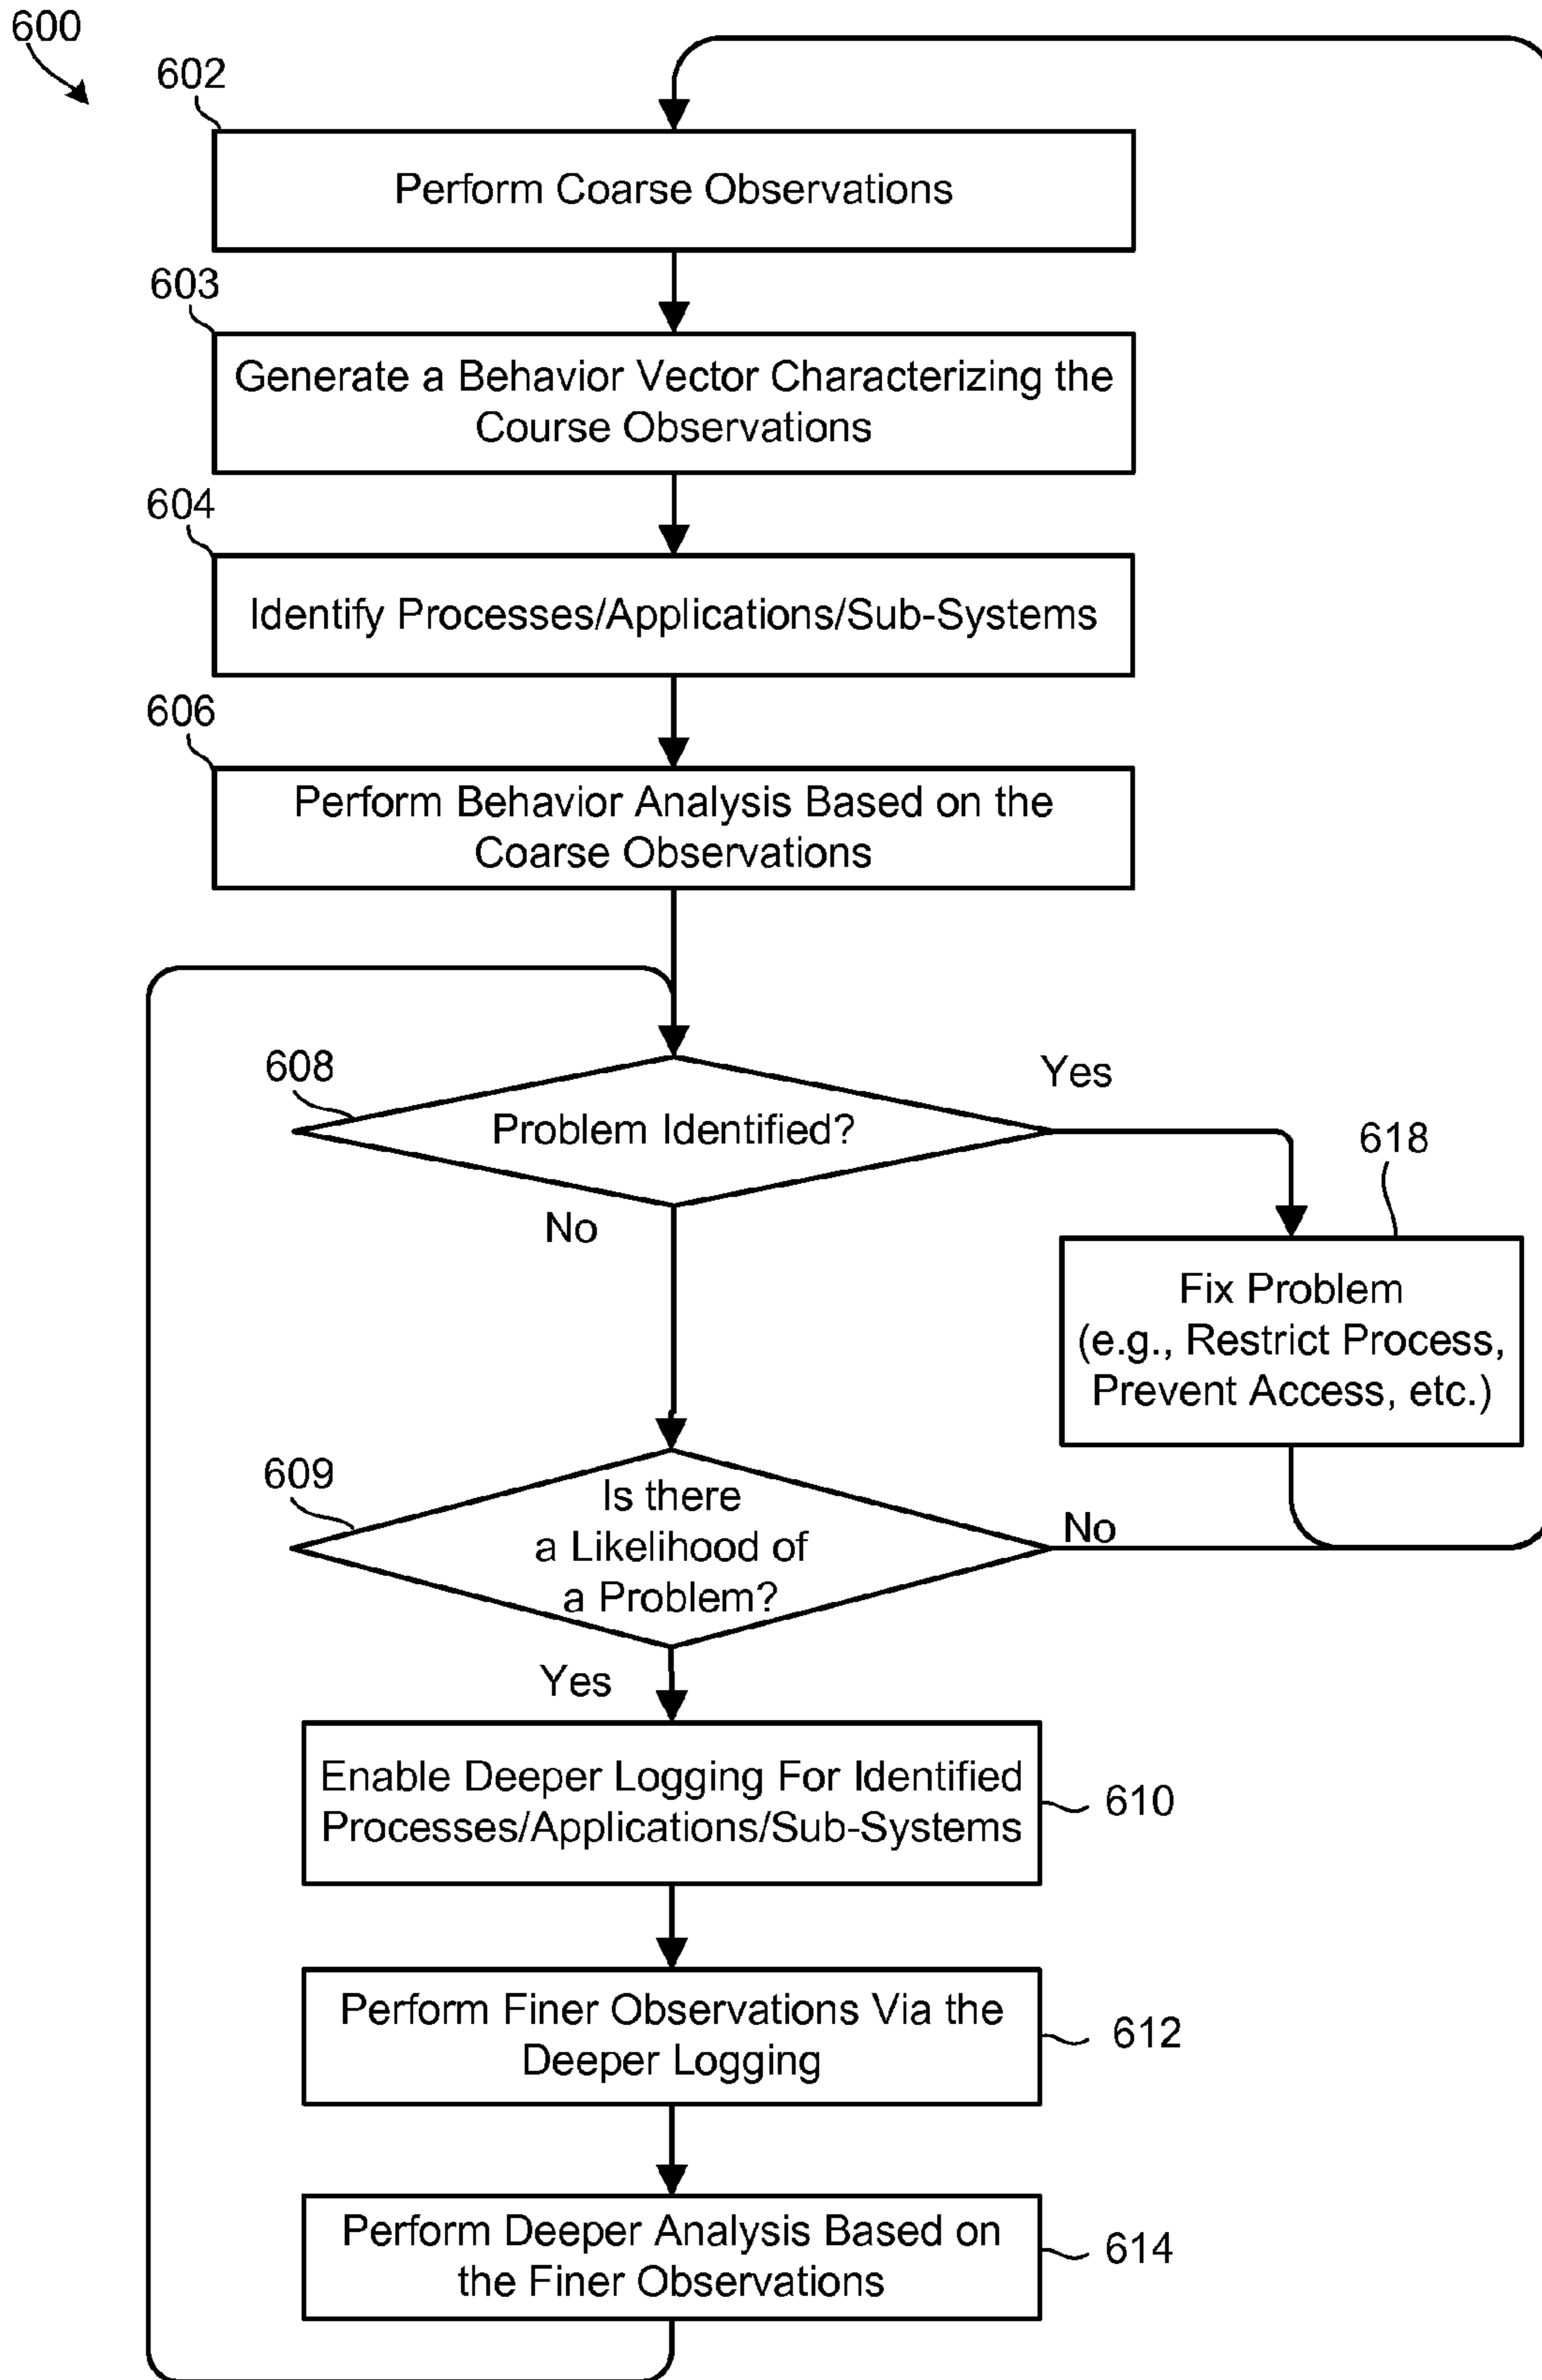 600
602
Perform Coarse Observations
603
Generate a Behavior Vector Characterizing the
Course Observations
604
Identify Processes/Applications/Sub-Systems
606
Perform Behavior Analysis Based on the
Coarse Observations
608
Problem Identified?
Yes
No
618
Fix Problem
(e.g., Restrict Process,
Prevent Access, etc.)
609
Is there
a Likelihood of
a Problem?
No
Yes
Enable Deeper Logging For Identified
Processes/Applications/Sub-Systems
610
Perform Finer Observations Via the
Deeper Logging
612
Perform Deeper Analysis Based on
the Finer Observations
614